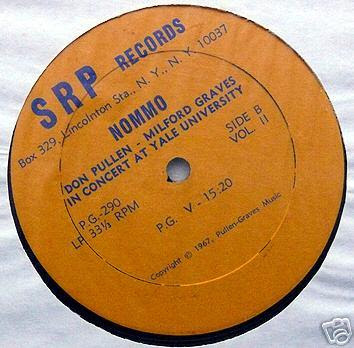 SRP RECORDS
Box 329, Lincolnton Sta., N.Y., N.Y. 10037
NOMMO
DON PULLEN - MILFORD GRAVES
IN CONCERT AT YALE UNIVERSITY
P.G.-290
LP 33⅓ RPM
SIDE B
VOL. II
P.G. V - 15.20
Copyright © 1967, Pullen-Graves Music